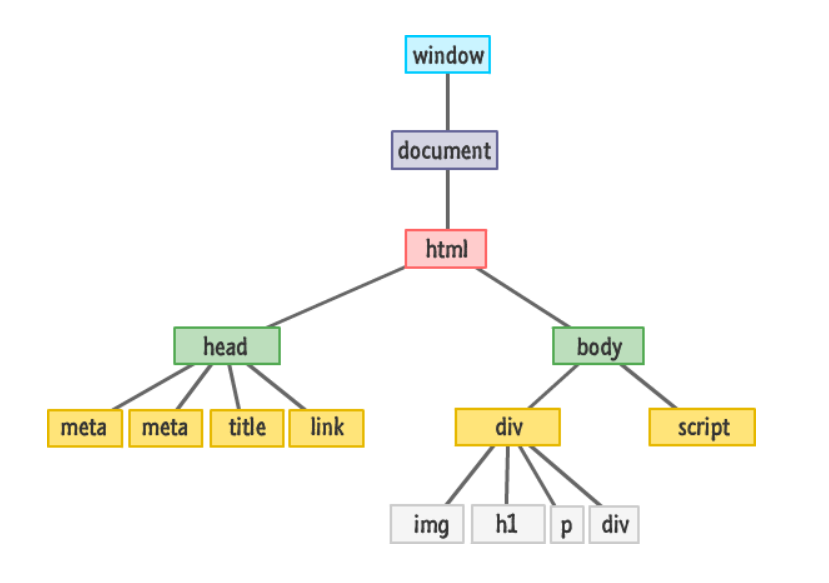 window
document
html
head body
meta meta title link div script
img h1 p div